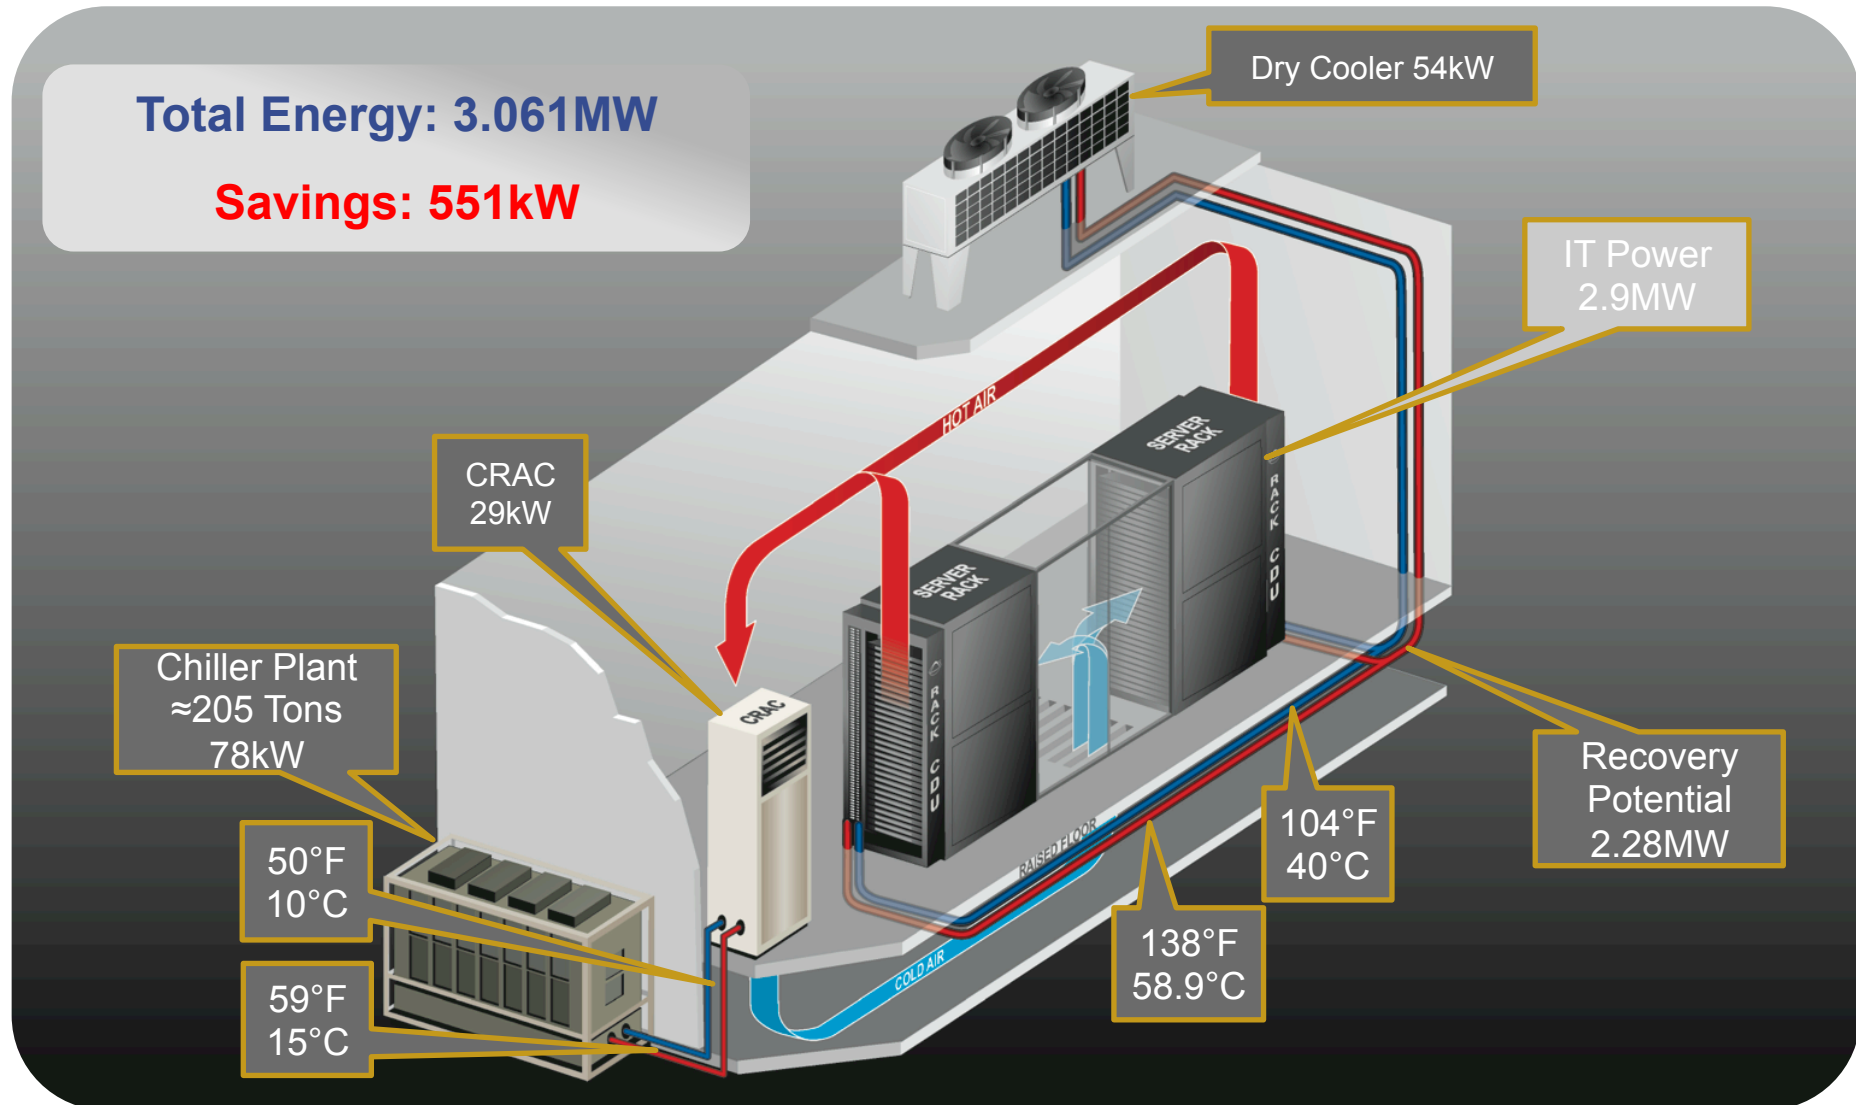 Total Energy: 3.061MW
Savings: 551kW
Dry Cooler 54kW
IT Power
2.9MW
HOT AIR
SERVER
RACK
RACK CDU
CRAC
29kW
SERVER
RACK
RACK CDU
Chiller Plant
≈205 Tons
78kW
CRAC
Recovery
Potential
2.28MW
104°F
40°C
RAISED FLOOR
50°F
10°C
138°F
58.9°C
COLD AIR
59°F
15°C